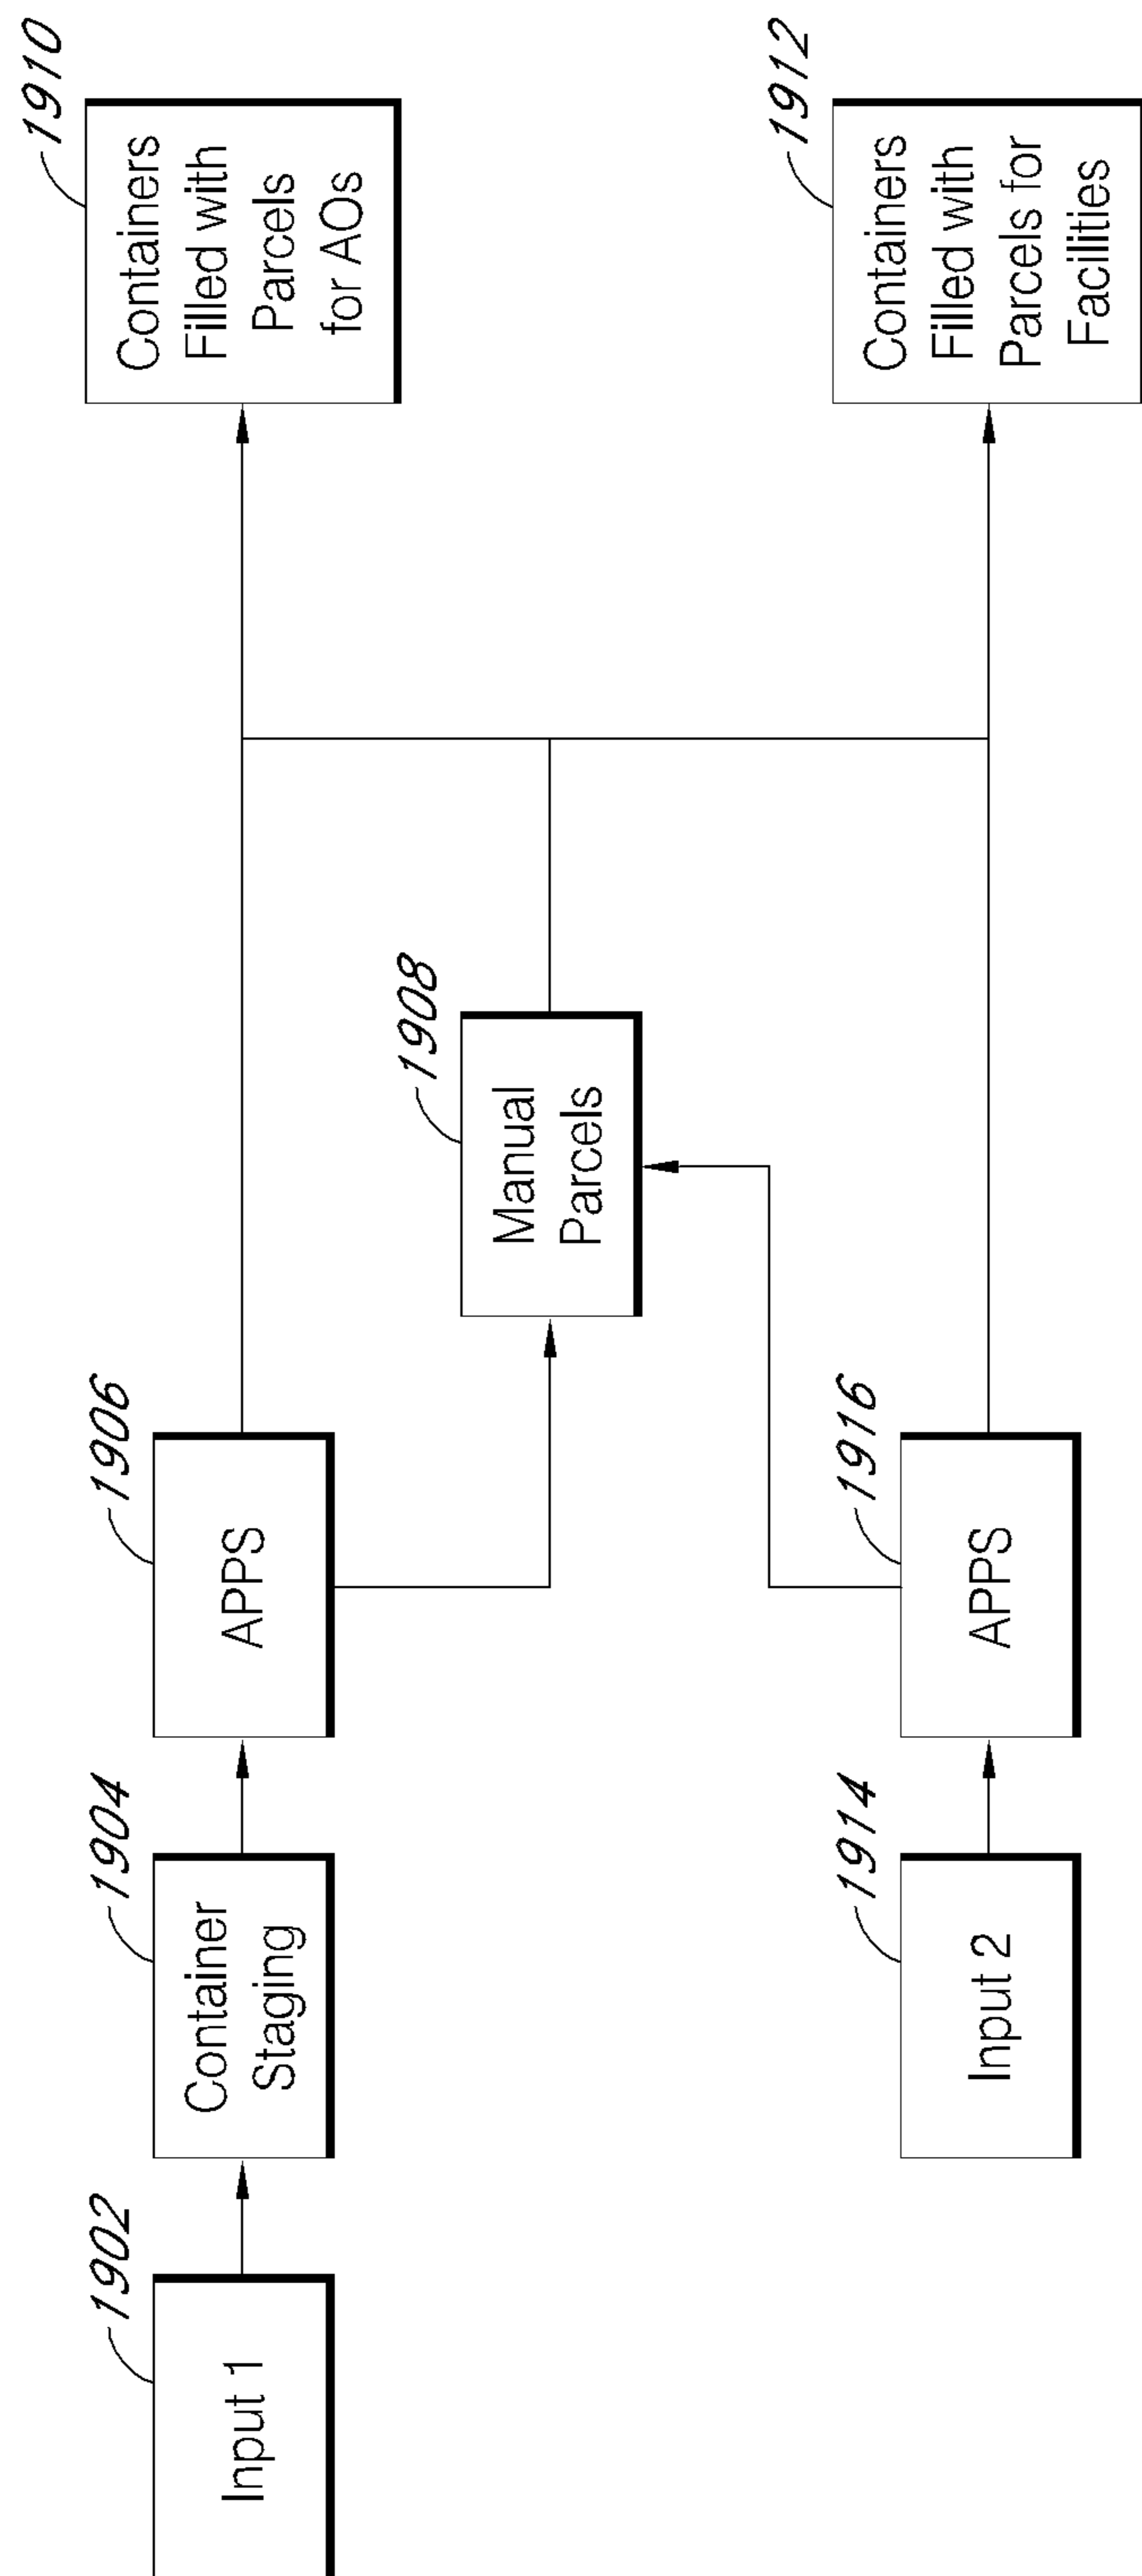 1902
Input 1
1904
Container
Staging
1906
APPS
1908
Manual
Parcels
1910
Containers
Filled with
Parcels
for AOs
1914
Input 2
1916
APPS
1912
Containers
Filled with
Parcels for
Facilities